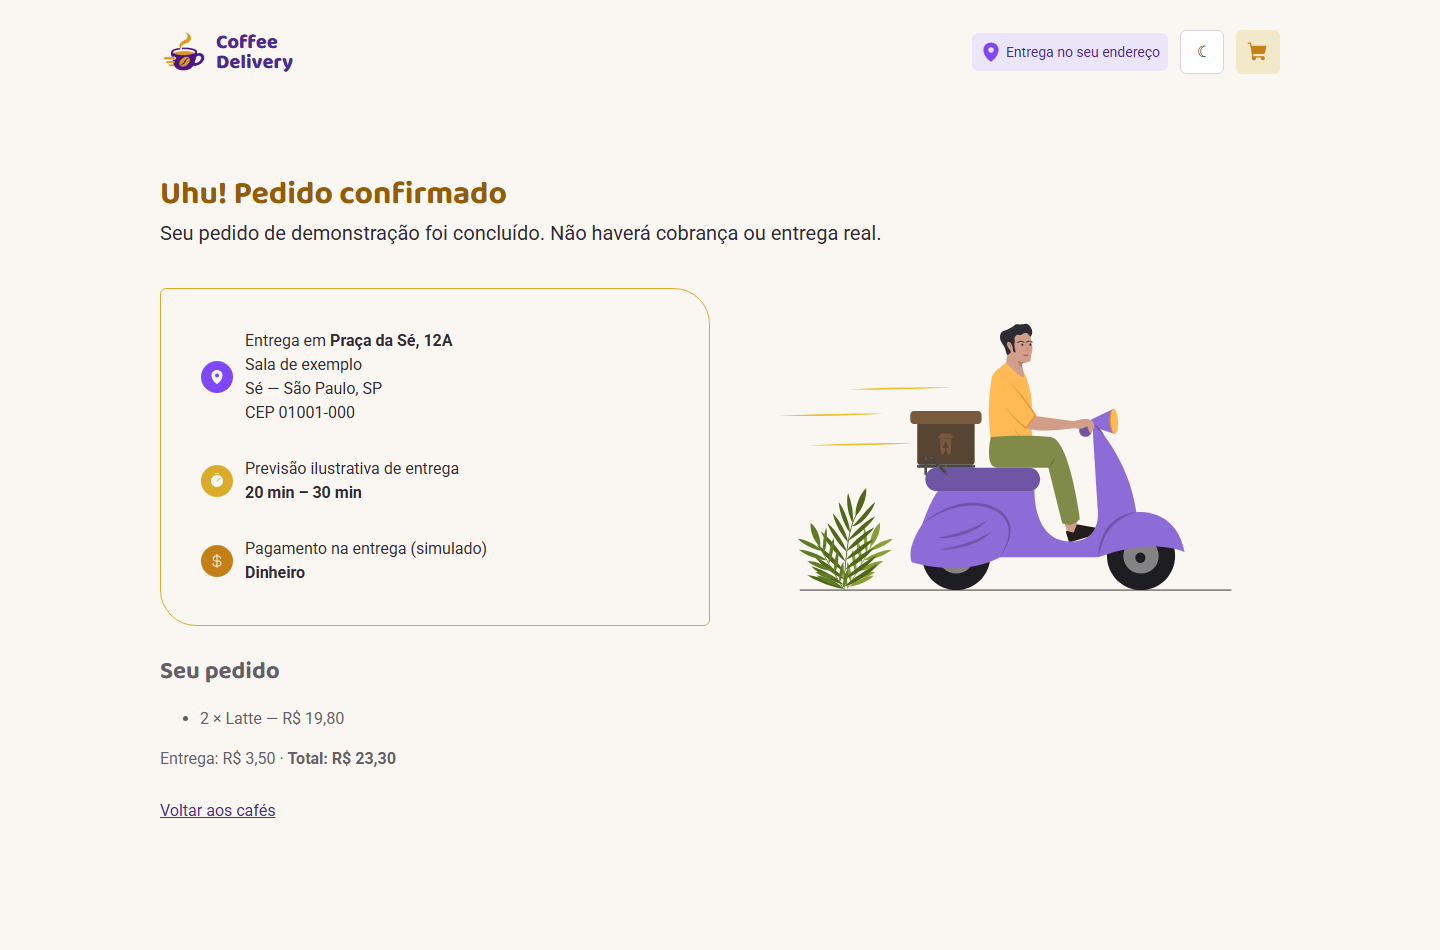 Coffee
Delivery
Entrega no seu endereço
Uhu! Pedido confirmado
Seu pedido de demonstração foi concluído. Não haverá cobrança ou entrega real.
Entrega em Praça da Sé, 12A
Sala de exemplo
Sé — São Paulo, SP
CEP 01001-000
Previsão ilustrativa de entrega
20 min – 30 min
Pagamento na entrega (simulado)
Dinheiro
Seu pedido
• 2 × Latte — R$ 19,80
Entrega: R$ 3,50 · Total: R$ 23,30
Voltar aos cafés